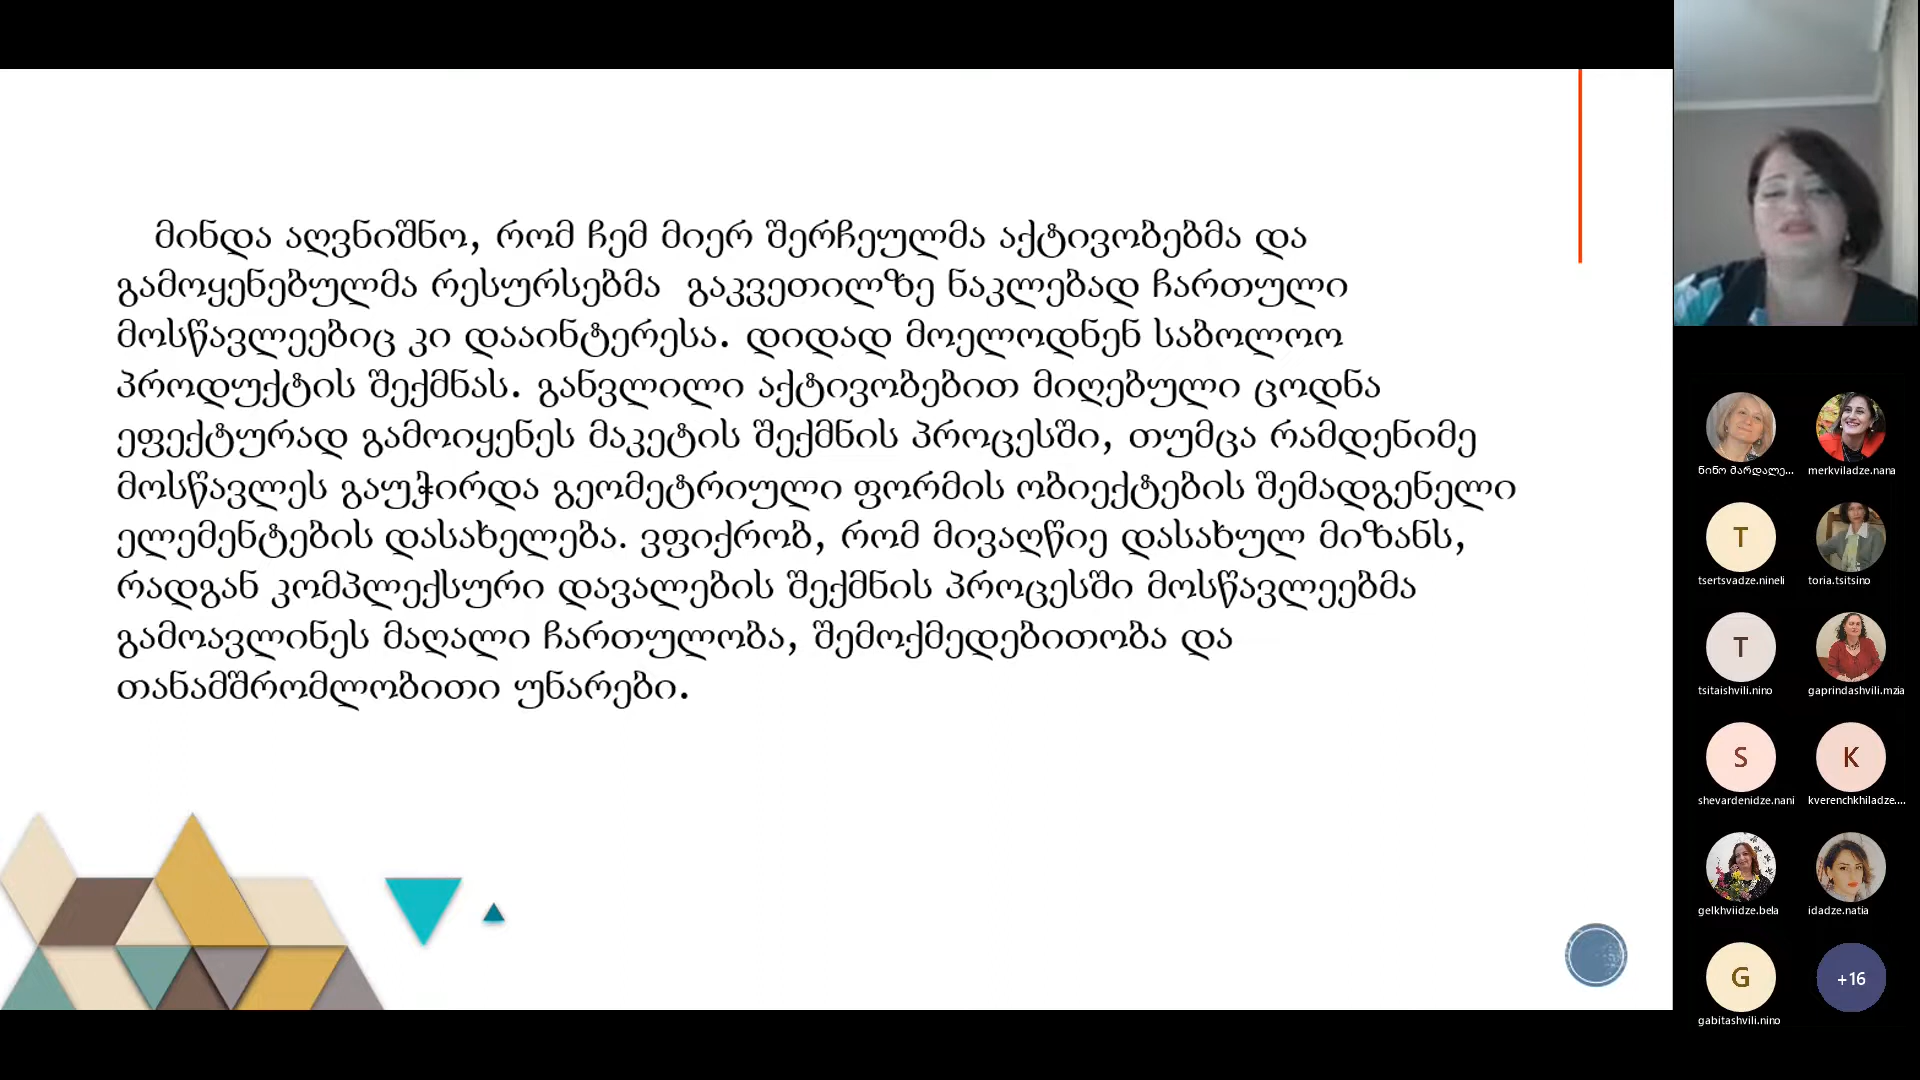 მინდა აღვნიშნო, რომ ჩემ მიერ შერჩეულმა აქტივობებმა და
გამოყენებულმა რესურსებმა გაკვეთილზე ნაკლებად ჩართული
მოსწავლეებიც კი დააინტერესა. დიდად მოელოდნენ საბოლოო
პროდუქტის შექმნას. განვლილი აქტივობებით მიღებული ცოდნა
ეფექტურად გამოიყენეს მაკეტის შექმნის პროცესში, თუმცა რამდენიმე
მოსწავლეს გაუჭირდა გეომეტრიული ფორმის ობიექტების შემადგენელი
ელემენტების დასახელება. ვფიქრობ, რომ მივაღწიე დასახულ მიზანს,
რადგან კომპლექსური დავალების შექმნის პროცესში მოსწავლეებმა
გამოავლინეს მაღალი ჩართულობა, შემოქმედებითობა და
თანამშრომლობითი უნარები.
ნინო მარდალე...
merkviladze.nana
T
tsertsvadze.nineli
toria.tsitsino
T
tsitaishvili.nino
gaprindashvili.mzia
S
shevardenidze.nani
K
kverenchkhiladze....
gelkhviidze.bela
idadze.natia
G
gabitashvili.nino
+16